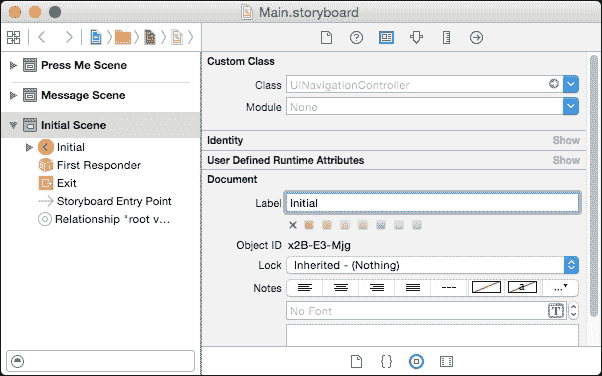 Main.storyboard
Press Me Scene
Message Scene
Initial Scene
Initial
First Responder
Exit
Storyboard Entry Point
Relationship "root v...
Custom Class
Class UINavigationController
Module None
Identity Show
User Defined Runtime Attributes Show
Document
Label Initial
Object ID x2B-E3-Mjg
Lock Inherited - (Nothing)
Notes a ...
No Font T